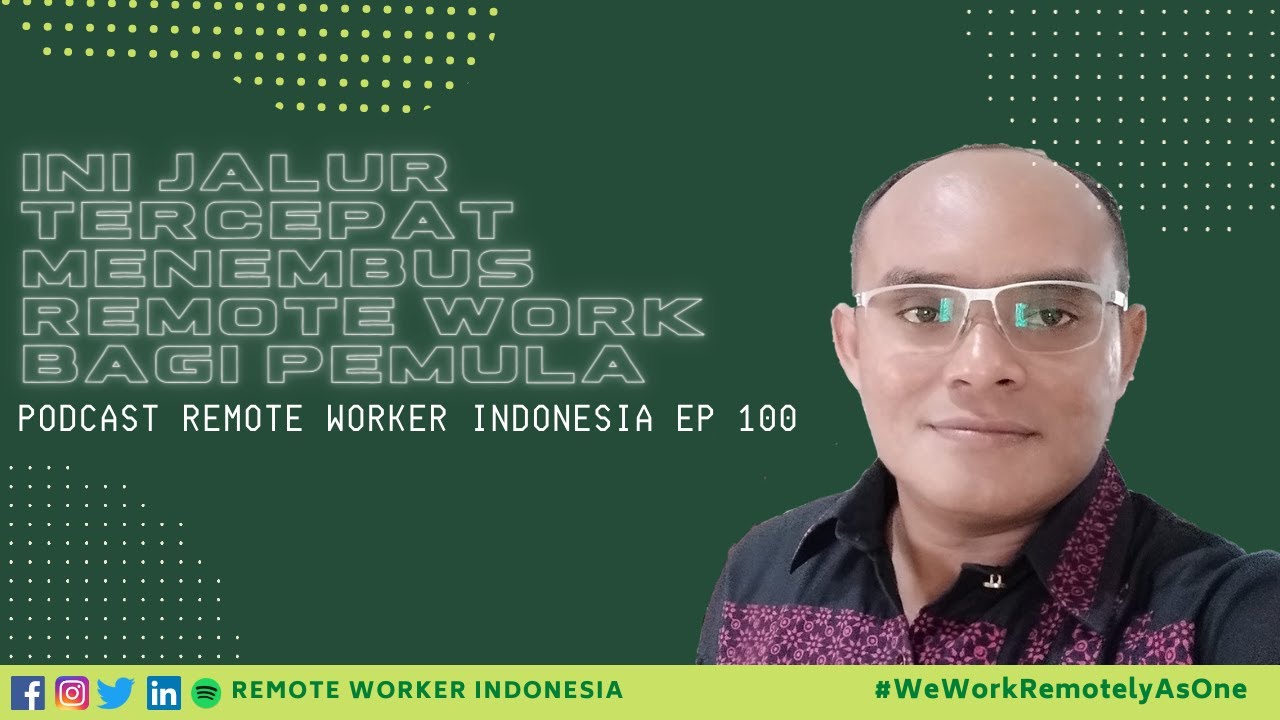 INI JALUR
TERCEPAT
MENEMBUS
REMOTE WORK
BAGI PEMULA
PODCAST REMOTE WORKER INDONESIA EP 100
REMOTE WORKER INDONESIA
#WeWorkRemotelyAsOne